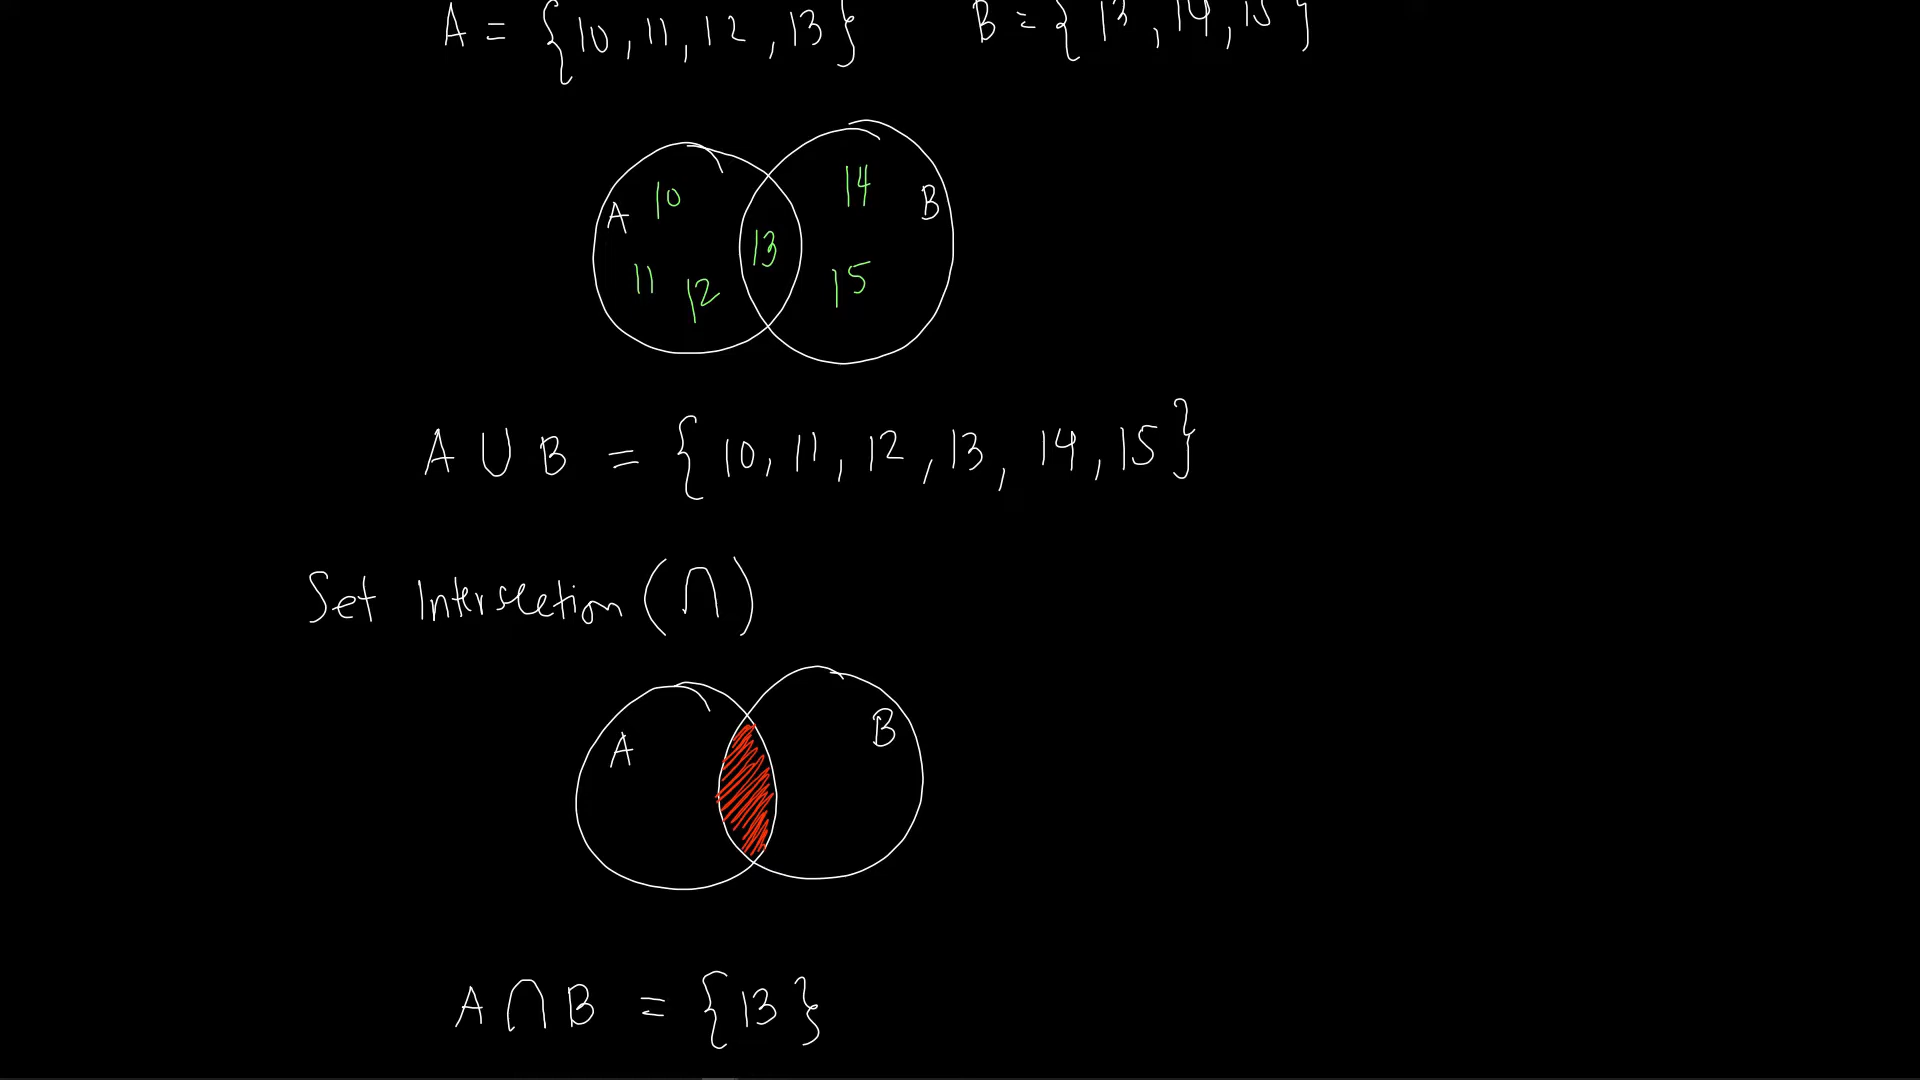 A = {10, 11, 12, 13} B = {13, 14, 15}
A 10 14 B
13
11 12 15
A ∪ B = {10, 11, 12, 13, 14, 15}
Set Intersection (∩)
A B
A ∩ B = {13}